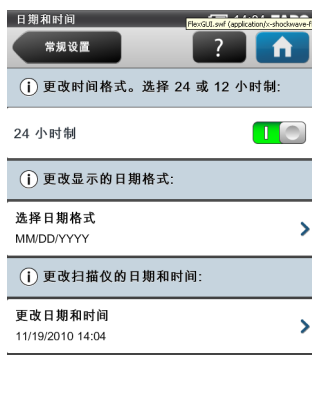 日期和时间
FlexGUI.swf (application/x-shockwave-f
常规设置
?
i 更改时间格式。选择 24 或 12 小时制:
24 小时制
i 更改显示的日期格式:
选择日期格式
MM/DD/YYYY
i 更改扫描仪的日期和时间:
更改日期和时间
11/19/2010 14:04